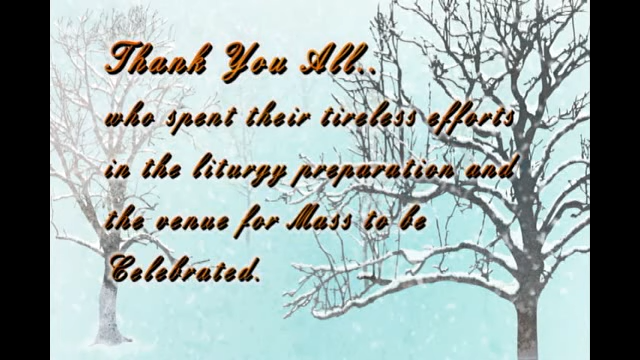 Thank You All..
who spent their tireless efforts
in the liturgy preparation and
the venue for Mass to be
Celebrated.